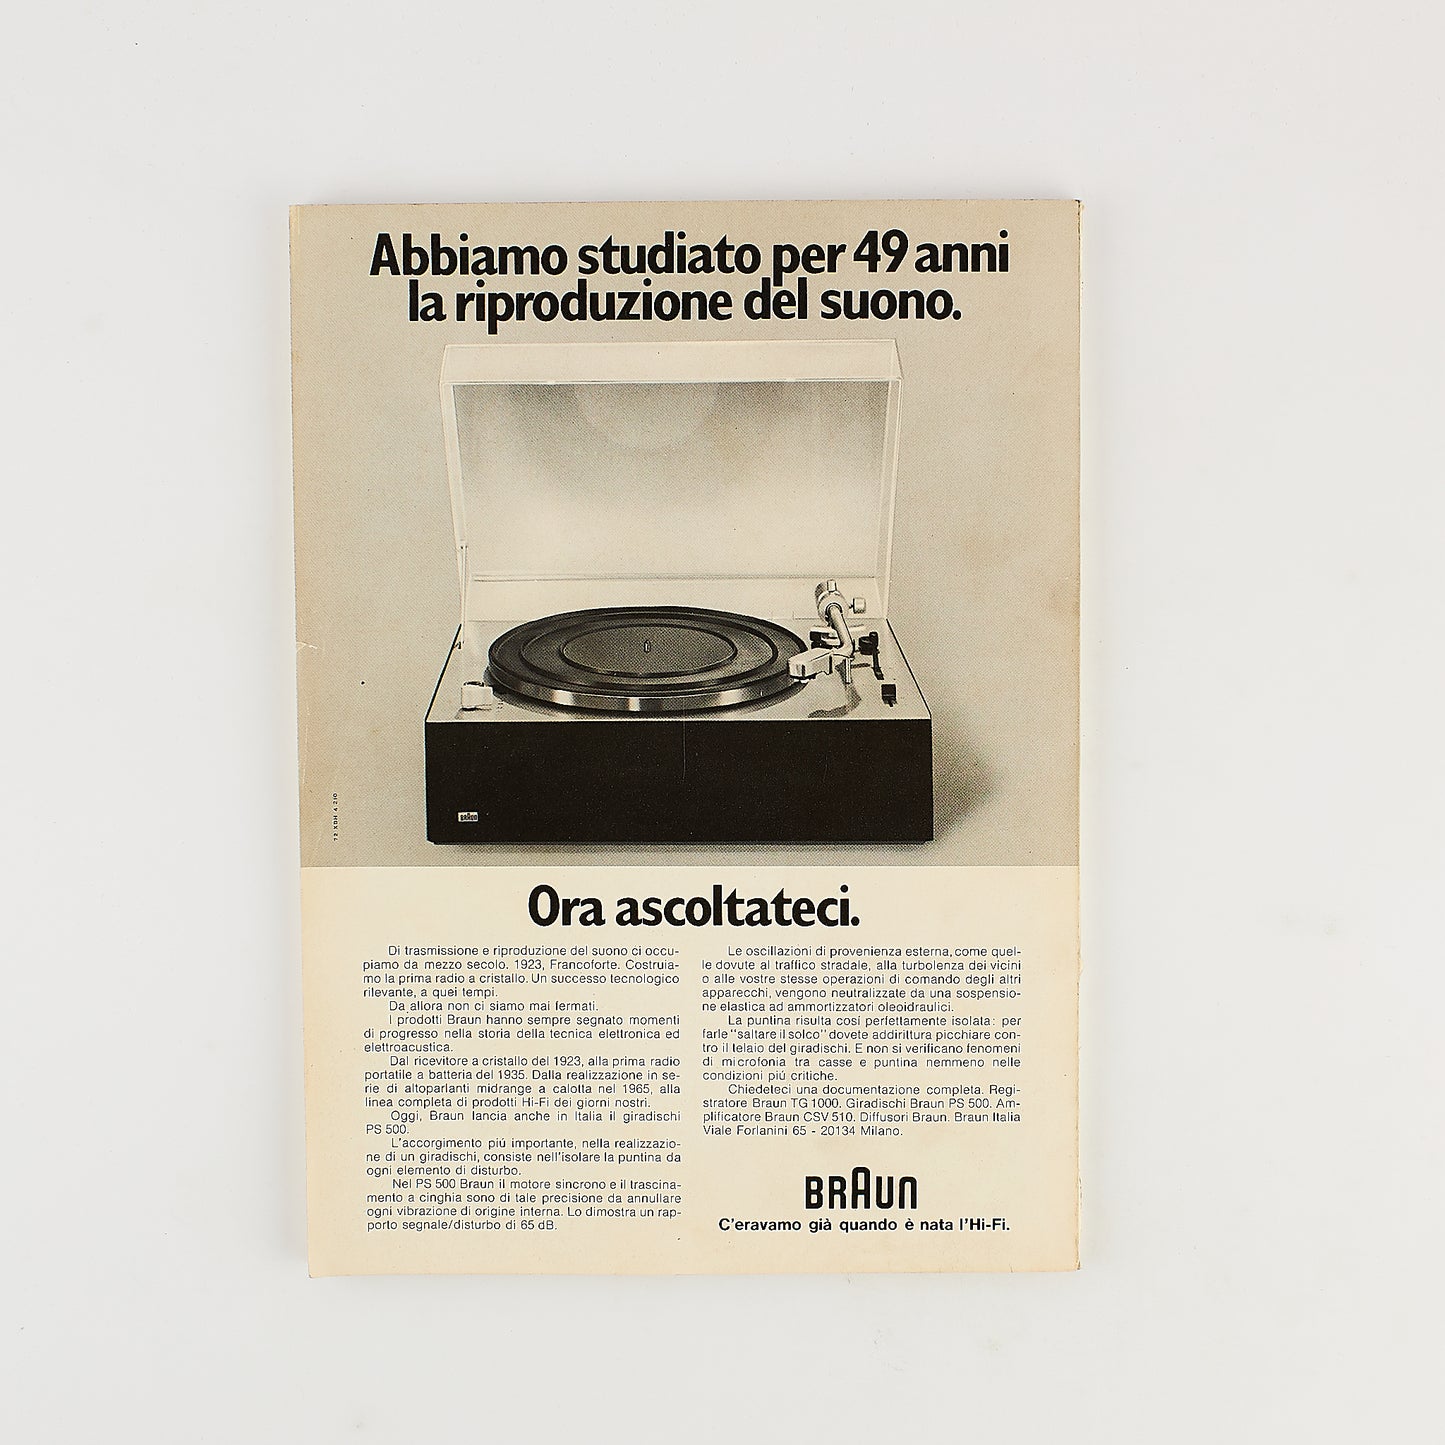 Abbiamo studiato per 49 anni
la riproduzione del suono.
BRAUN
72 XDH 4 210
Ora ascoltateci.
Di trasmissione e riproduzione del suono ci occu-
piamo da mezzo secolo. 1923, Francoforte. Costruia-
mo la prima radio a cristallo. Un successo tecnologico
rilevante, a quei tempi.
Da allora non ci siamo mai fermati.
I prodotti Braun hanno sempre segnato momenti
di progresso nella storia della tecnica elettronica ed
elettroacustica.
Dal ricevitore a cristallo del 1923, alla prima radio
portatile a batteria del 1935. Dalla realizzazione in se-
rie di altoparlanti midrange a calotta nel 1965, alla
linea completa di prodotti Hi-Fi dei giorni nostri.
Oggi, Braun lancia anche in Italia il giradischi
PS 500.
L'accorgimento piú importante, nella realizzazio-
ne di un giradischi, consiste nell'isolare la puntina da
ogni elemento di disturbo.
Nel PS 500 Braun il motore sincrono e il trascina-
mento a cinghia sono di tale precisione da annullare
ogni vibrazione di origine interna. Lo dimostra un rap-
porto segnale/disturbo di 65 dB.
Le oscillazioni di provenienza esterna, come quel-
le dovute al traffico stradale, alla turbolenza dei vicini
o alle vostre stesse operazioni di comando degli altri
apparecchi, vengono neutralizzate da una sospensio-
ne elastica ad ammortizzatori oleoidraulici.
La puntina risulta cosí perfettamente isolata: per
farle "saltare il solco" dovete addirittura picchiare con-
tro il telaio del giradischi. E non si verificano fenomeni
di microfonia tra casse e puntina nemmeno nelle
condizioni piú critiche.
Chiedeteci una documentazione completa. Regi-
stratore Braun TG 1000. Giradischi Braun PS 500. Am-
plificatore Braun CSV 510. Diffusori Braun. Braun Italia
Viale Forlanini 65 - 20134 Milano.
BRAUN
C'eravamo già quando è nata l'Hi-Fi.